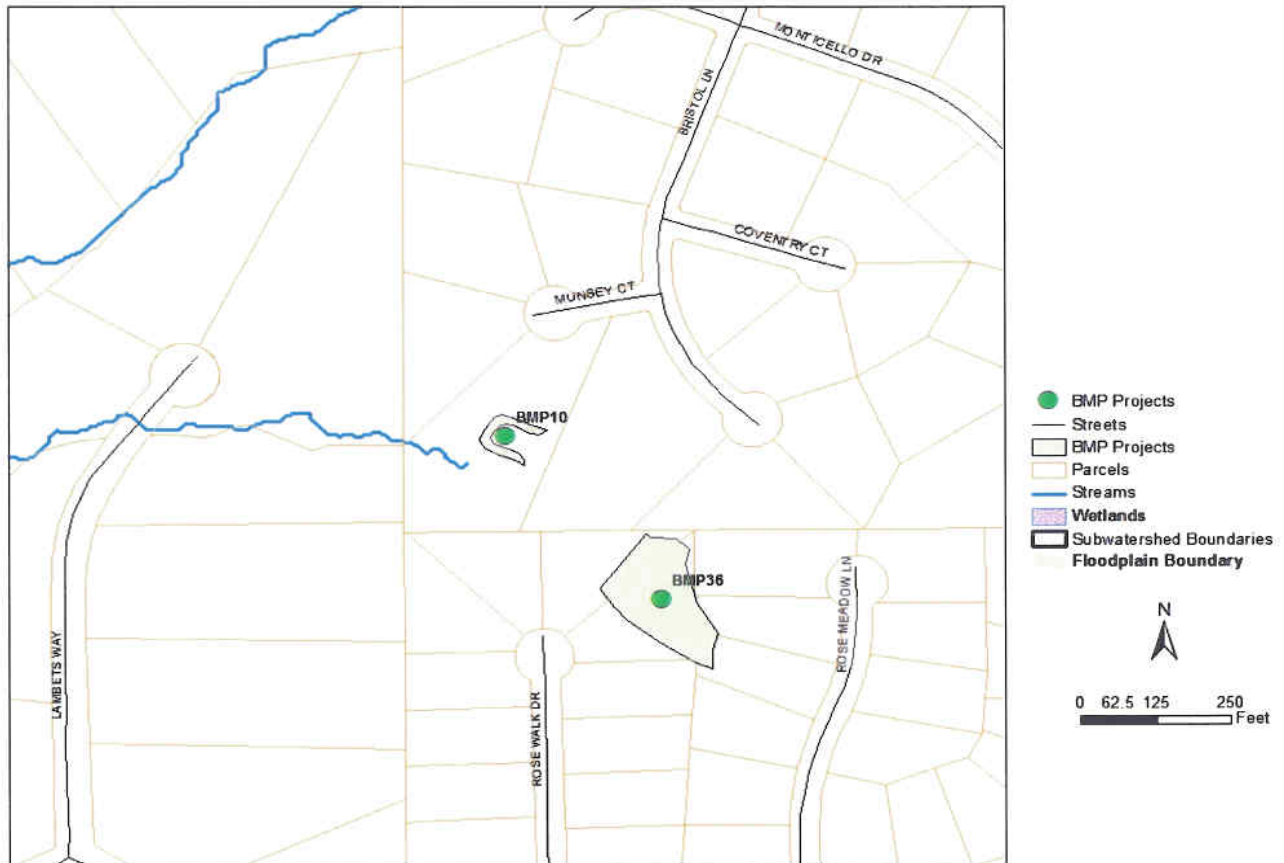 MONTICELLO DR
BRISTOL LN
COVENTRY CT
MUNSEY CT
BMP10
BMP36
LAMBETS WAY
ROSE WALK DR
ROSE MEADOW LN
BMP Projects
Streets
BMP Projects
Parcels
Streams
Wetlands
Subwatershed Boundaries
Floodplain Boundary
N
0 62.5 125 250
Feet